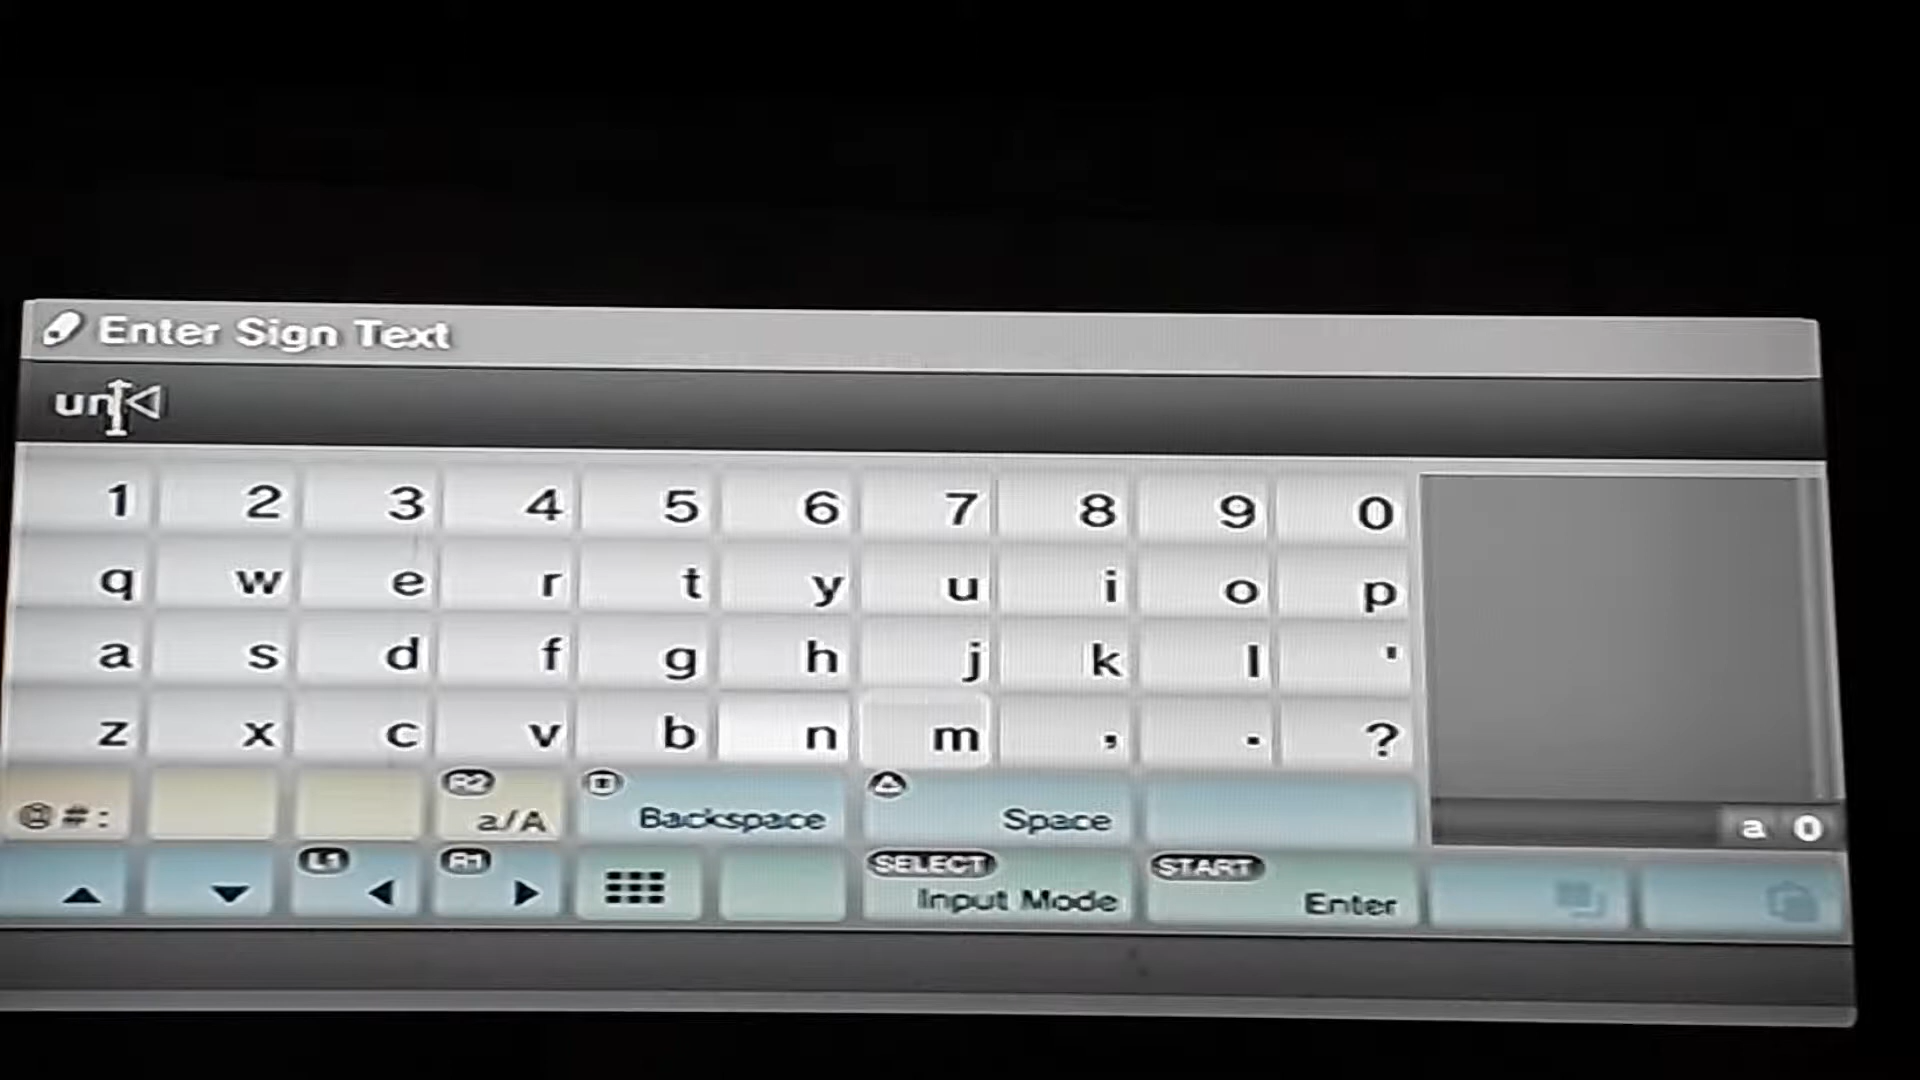 Enter Sign Text
un
1 2 3 4 5 6 7 8 9 0
q w e r t y u i o p
a s d f g h j k l '
z x c v b n m , . ?
@#: R2 a/A Backspace Space
a 0
L1 R1 SELECT Input Mode START Enter